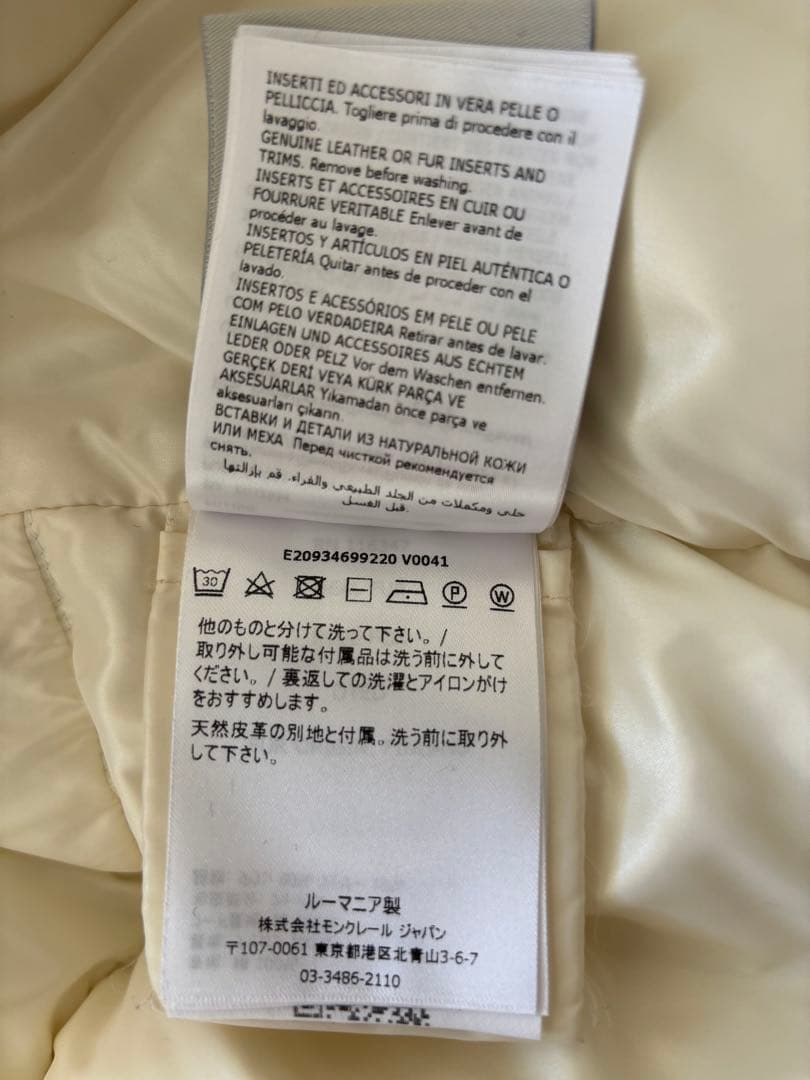 INSERTI ED ACCESSORI IN VERA PELLE O
PELLICCIA. Togliere prima di procedere con il
lavaggio.
GENUINE LEATHER OR FUR INSERTS AND
TRIMS. Remove before washing.
INSERTS ET ACCESSOIRES EN CUIR OU
FOURRURE VERITABLE Enlever avant de
procéder au lavage.
INSERTOS Y ARTÍCULOS EN PIEL AUTÉNTICA O
PELETERÍA Quitar antes de proceder con el
lavado.
INSERTOS E ACESSÓRIOS EM PELE OU PELE
COM PELO VERDADEIRA Retirar antes de lavar.
EINLAGEN UND ACCESSOIRES AUS ECHTEM
LEDER ODER PELZ Vor dem Waschen entfernen.
GERÇEK DERİ VEYA KÜRK PARÇA VE
AKSESUARLAR Yıkamadan önce parça ve
aksesuarları çıkarın.
ВСТАВКИ И ДЕТАЛИ ИЗ НАТУРАЛЬНОЙ КОЖИ
ИЛИ МЕХА Перед чисткой рекомендуется
снять.
حلى ومكملات من الجلد الطبيعي والفراء. قم بإزالتها
قبل الغسل.
E20934699220 V0041
30
P
W
他のものと分けて洗って下さい。/
取り外し可能な付属品は洗う前に外して
ください。/ 裏返しての洗濯とアイロンがけ
をおすすめします。
天然皮革の別地と付属。洗う前に取り外
して下さい。
ルーマニア製
株式会社モンクレール ジャパン
〒107-0061 東京都港区北青山3-6-7
03-3486-2110